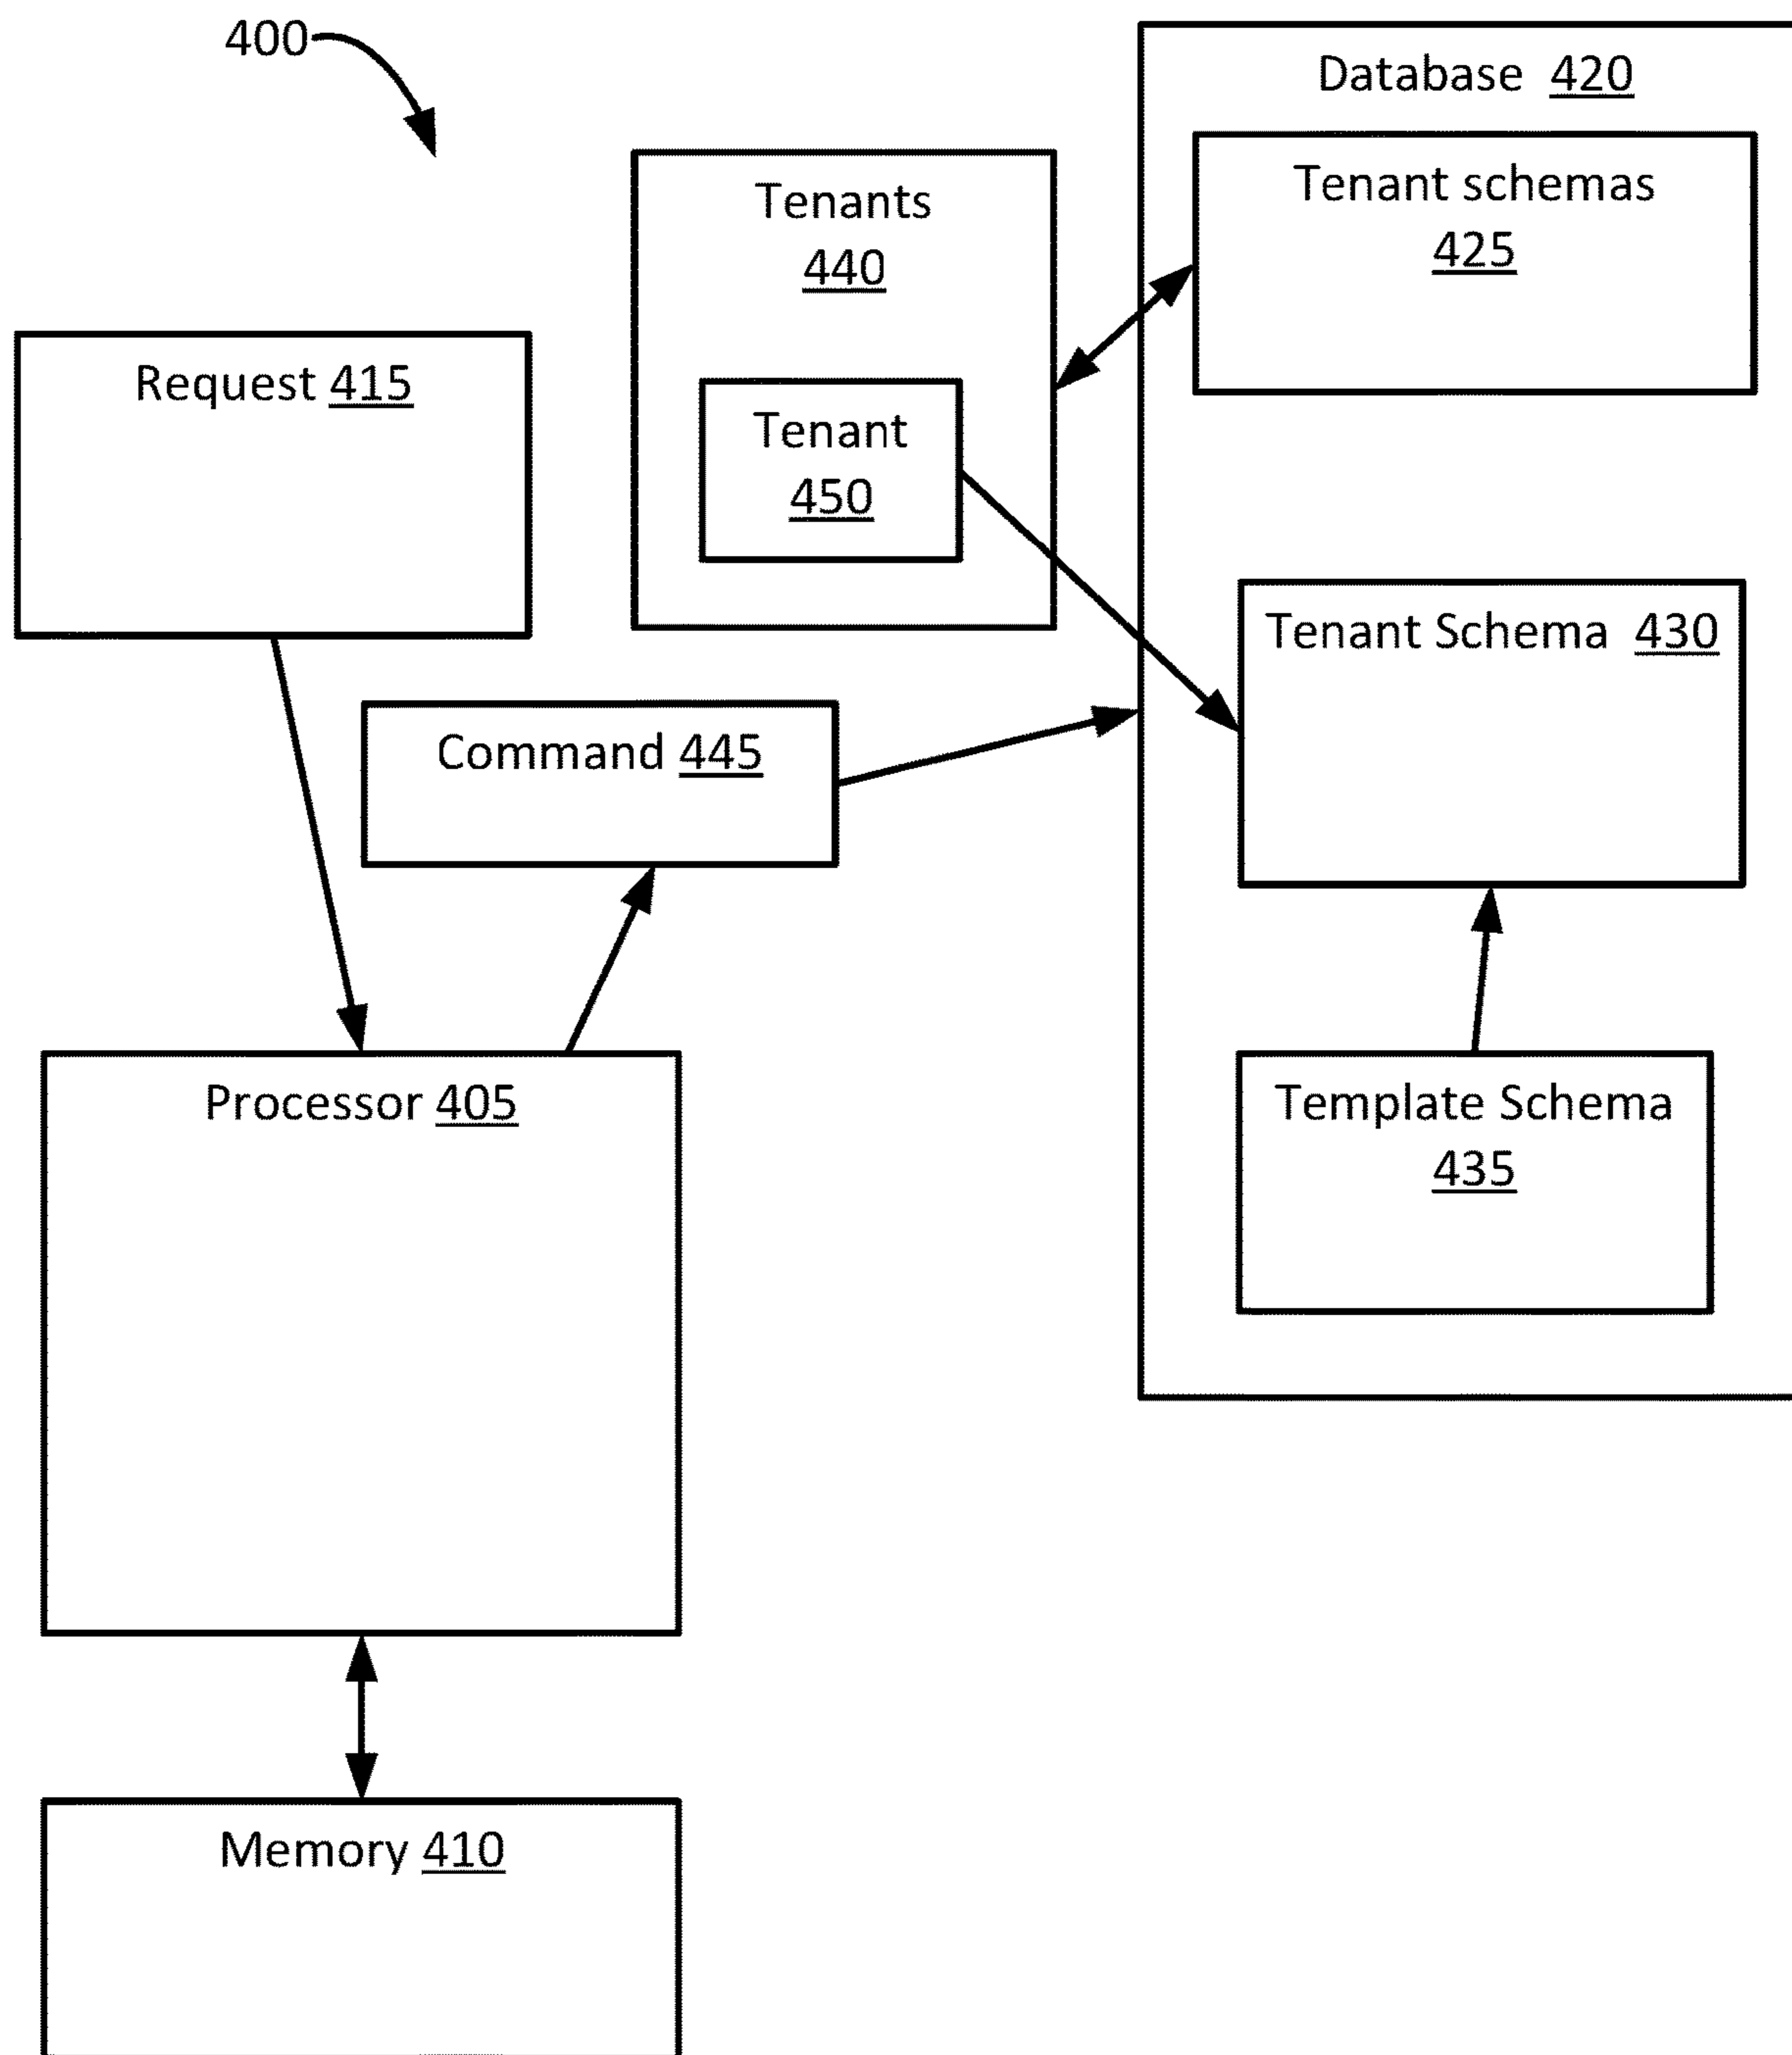 400
Database 420
Tenant schemas
425
Tenants
440
Tenant
450
Request 415
Tenant Schema 430
Command 445
Processor 405
Template Schema
435
Memory 410